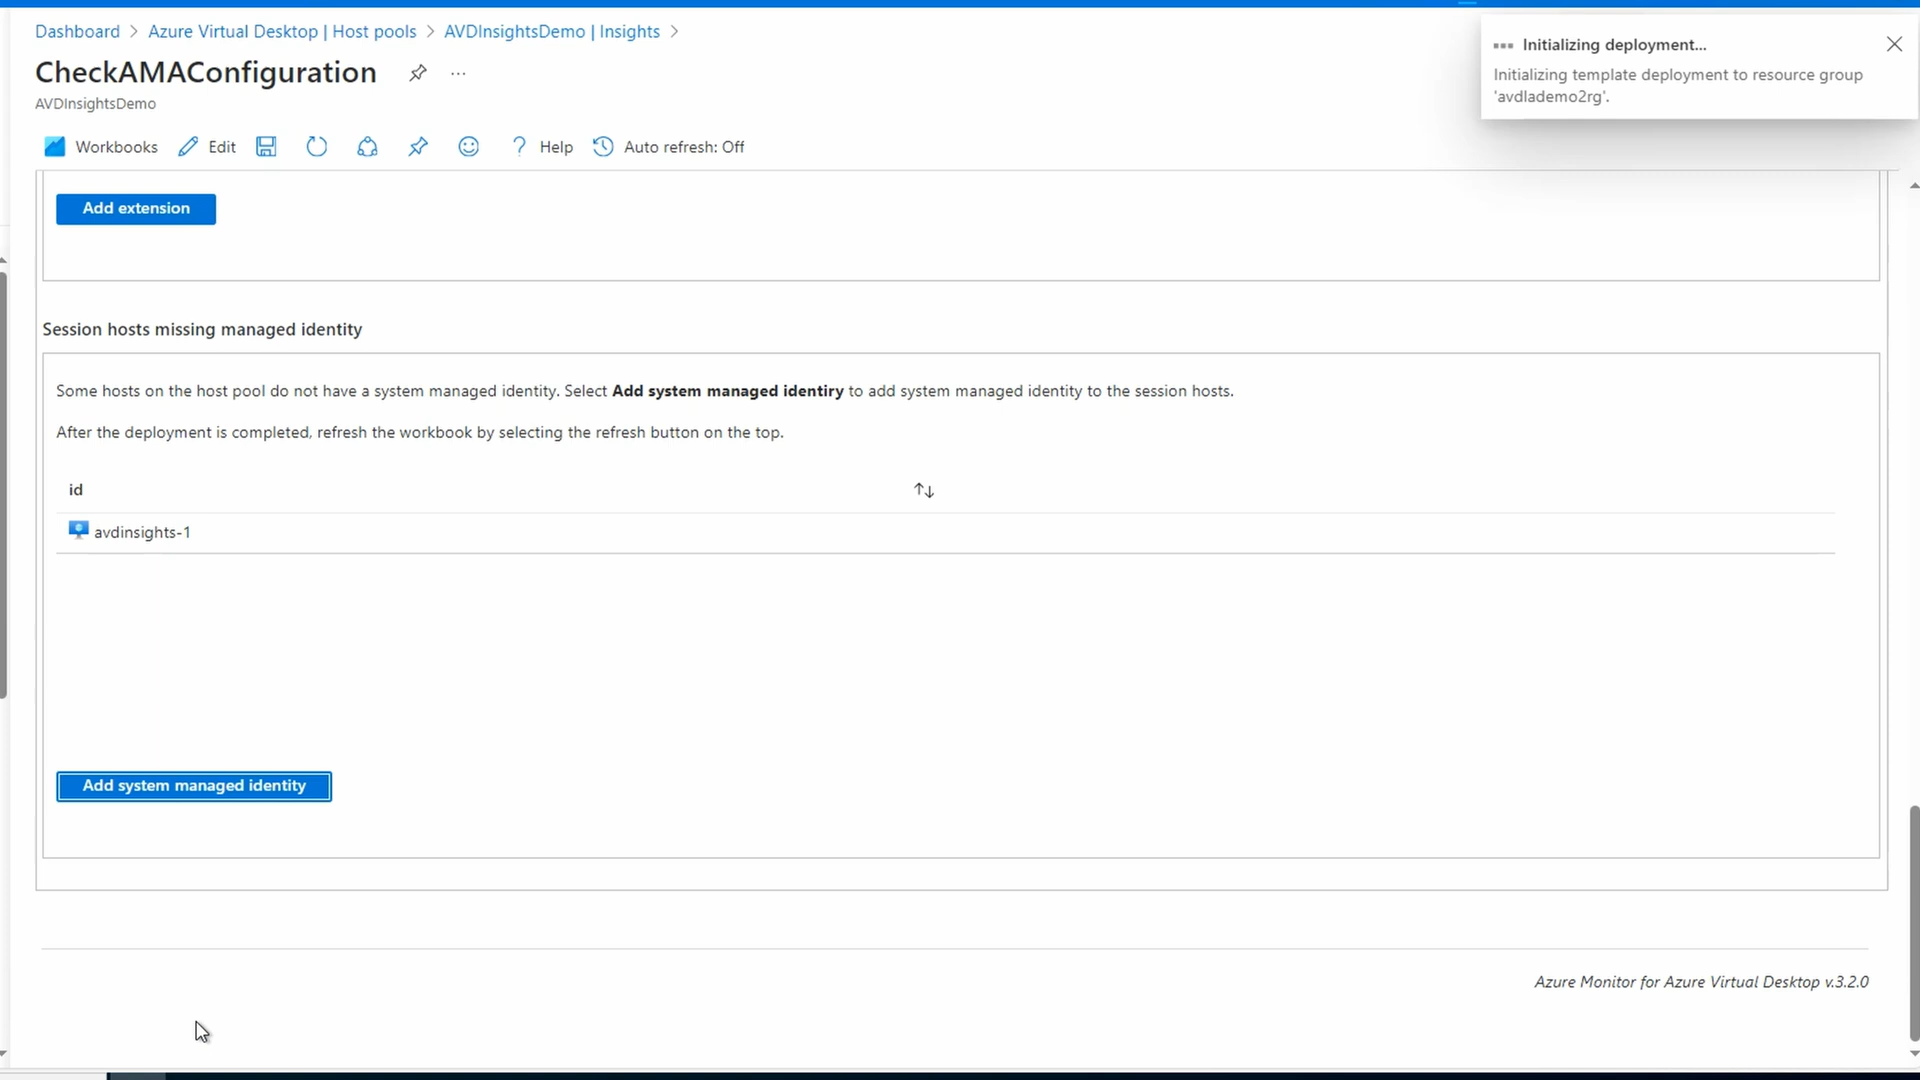 Dashboard > Azure Virtual Desktop | Host pools > AVDInsightsDemo | Insights >
CheckAMAConfiguration
...
AVDInsightsDemo
Initializing deployment...
Initializing template deployment to resource group
'avdlademo2rg'.
Workbooks Edit ? Help Auto refresh: Off
Add extension
Session hosts missing managed identity
Some hosts on the host pool do not have a system managed identity. Select Add system managed identiry to add system managed identity to the session hosts.
After the deployment is completed, refresh the workbook by selecting the refresh button on the top.
id ↑↓
avdinsights-1
Add system managed identity
Azure Monitor for Azure Virtual Desktop v.3.2.0